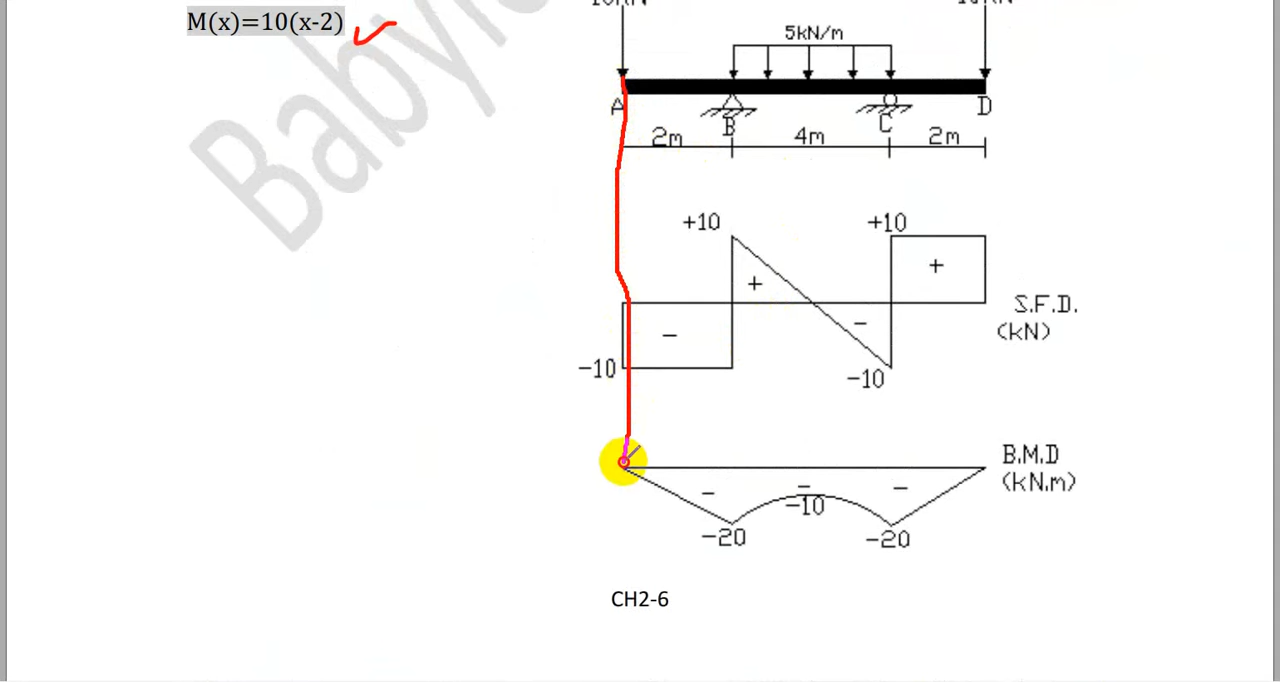 M(x)=10(x-2)
5kN/m
A
B
C
D
2m
4m
2m
+10
+10
+
+
-
-
S.F.D.
(kN)
-10
-10
B.M.D
(kN.m)
-
-
-
-10
-20
-20
CH2-6